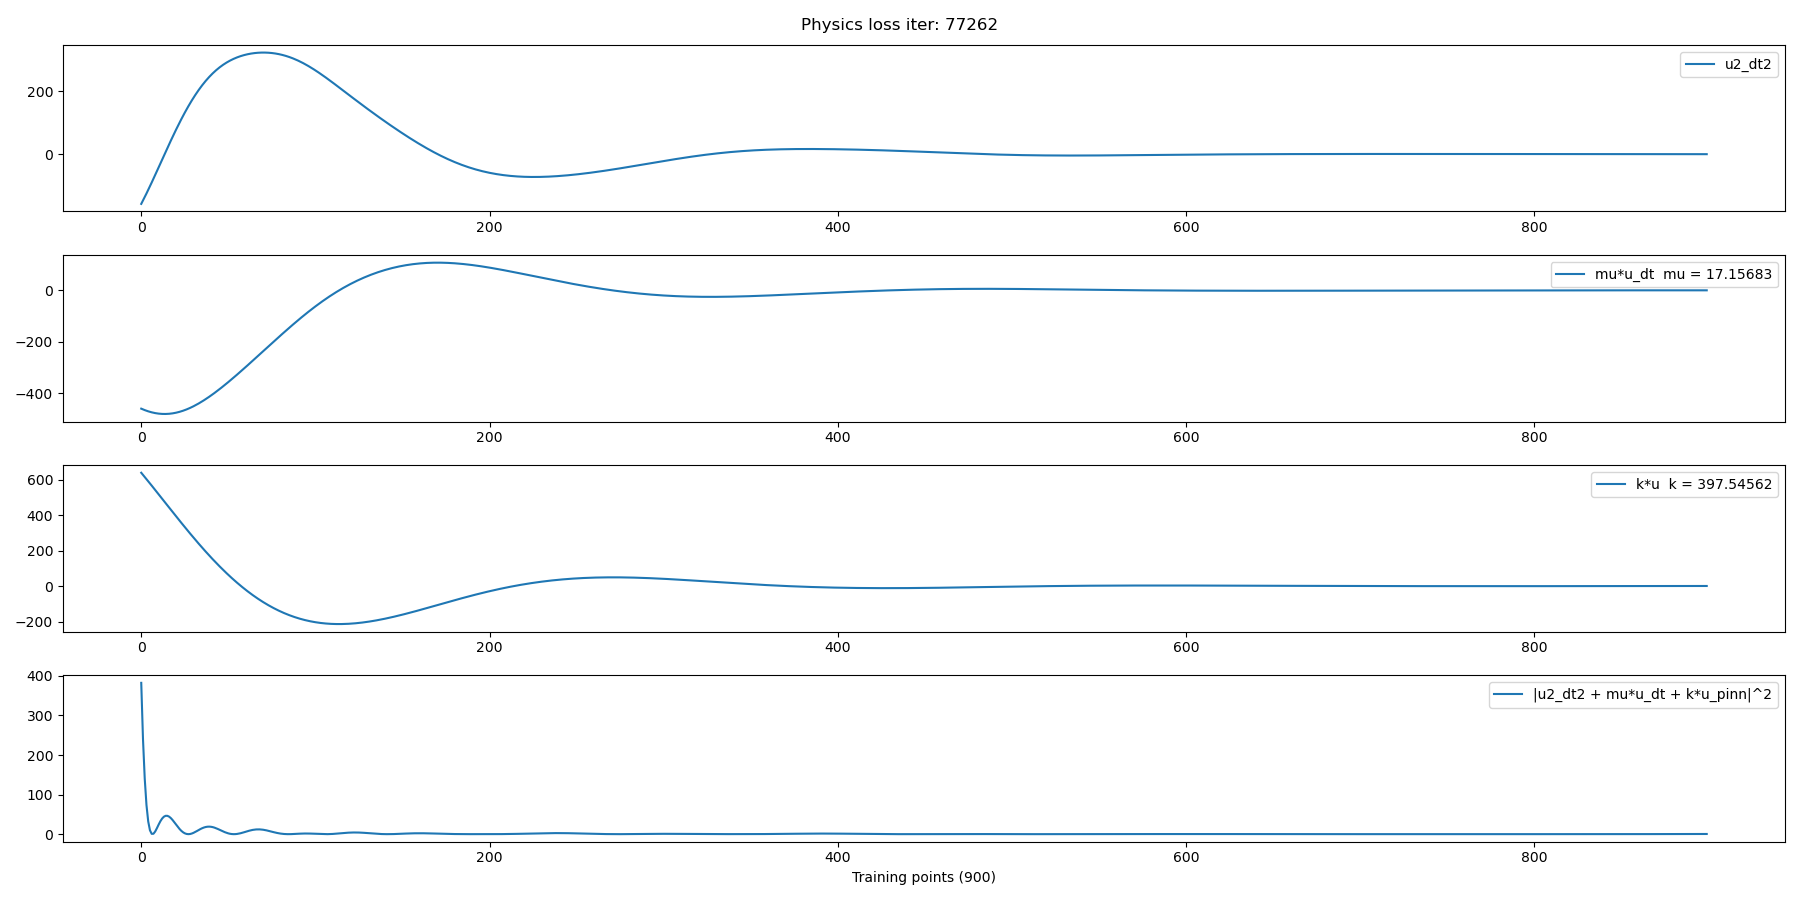 Physics loss iter: 77262
u2_dt2
200
0
0 200 400 600 800
mu*u_dt  mu = 17.15683
0
−200
−400
0 200 400 600 800
k*u  k = 397.54562
600
400
200
0
−200
0 200 400 600 800
|u2_dt2 + mu*u_dt + k*u_pinn|^2
400
300
200
100
0
0 200 400 600 800
Training points (900)